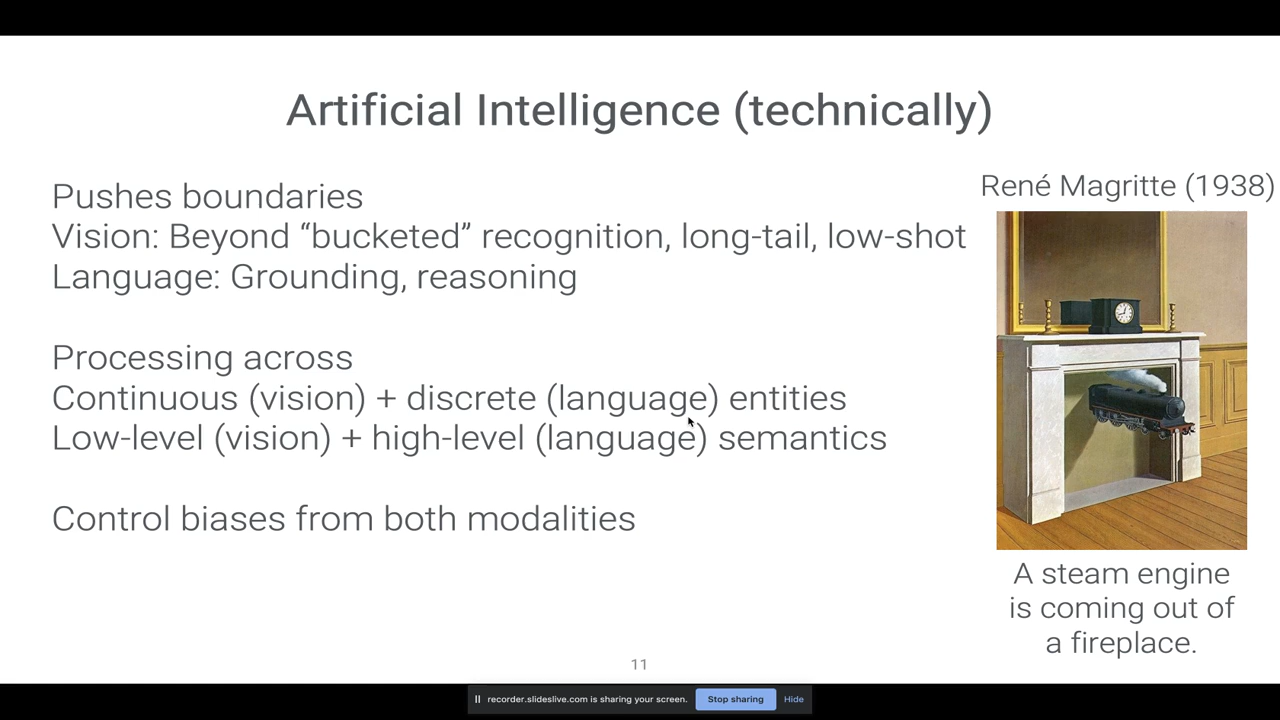 Artificial Intelligence (technically)
Pushes boundaries
Vision: Beyond “bucketed” recognition, long-tail, low-shot
Language: Grounding, reasoning
Processing across
Continuous (vision) + discrete (language) entities
Low-level (vision) + high-level (language) semantics
Control biases from both modalities
René Magritte (1938)
A steam engine
is coming out of
a fireplace.
11
recorder.slideslive.com is sharing your screen.
Stop sharing
Hide